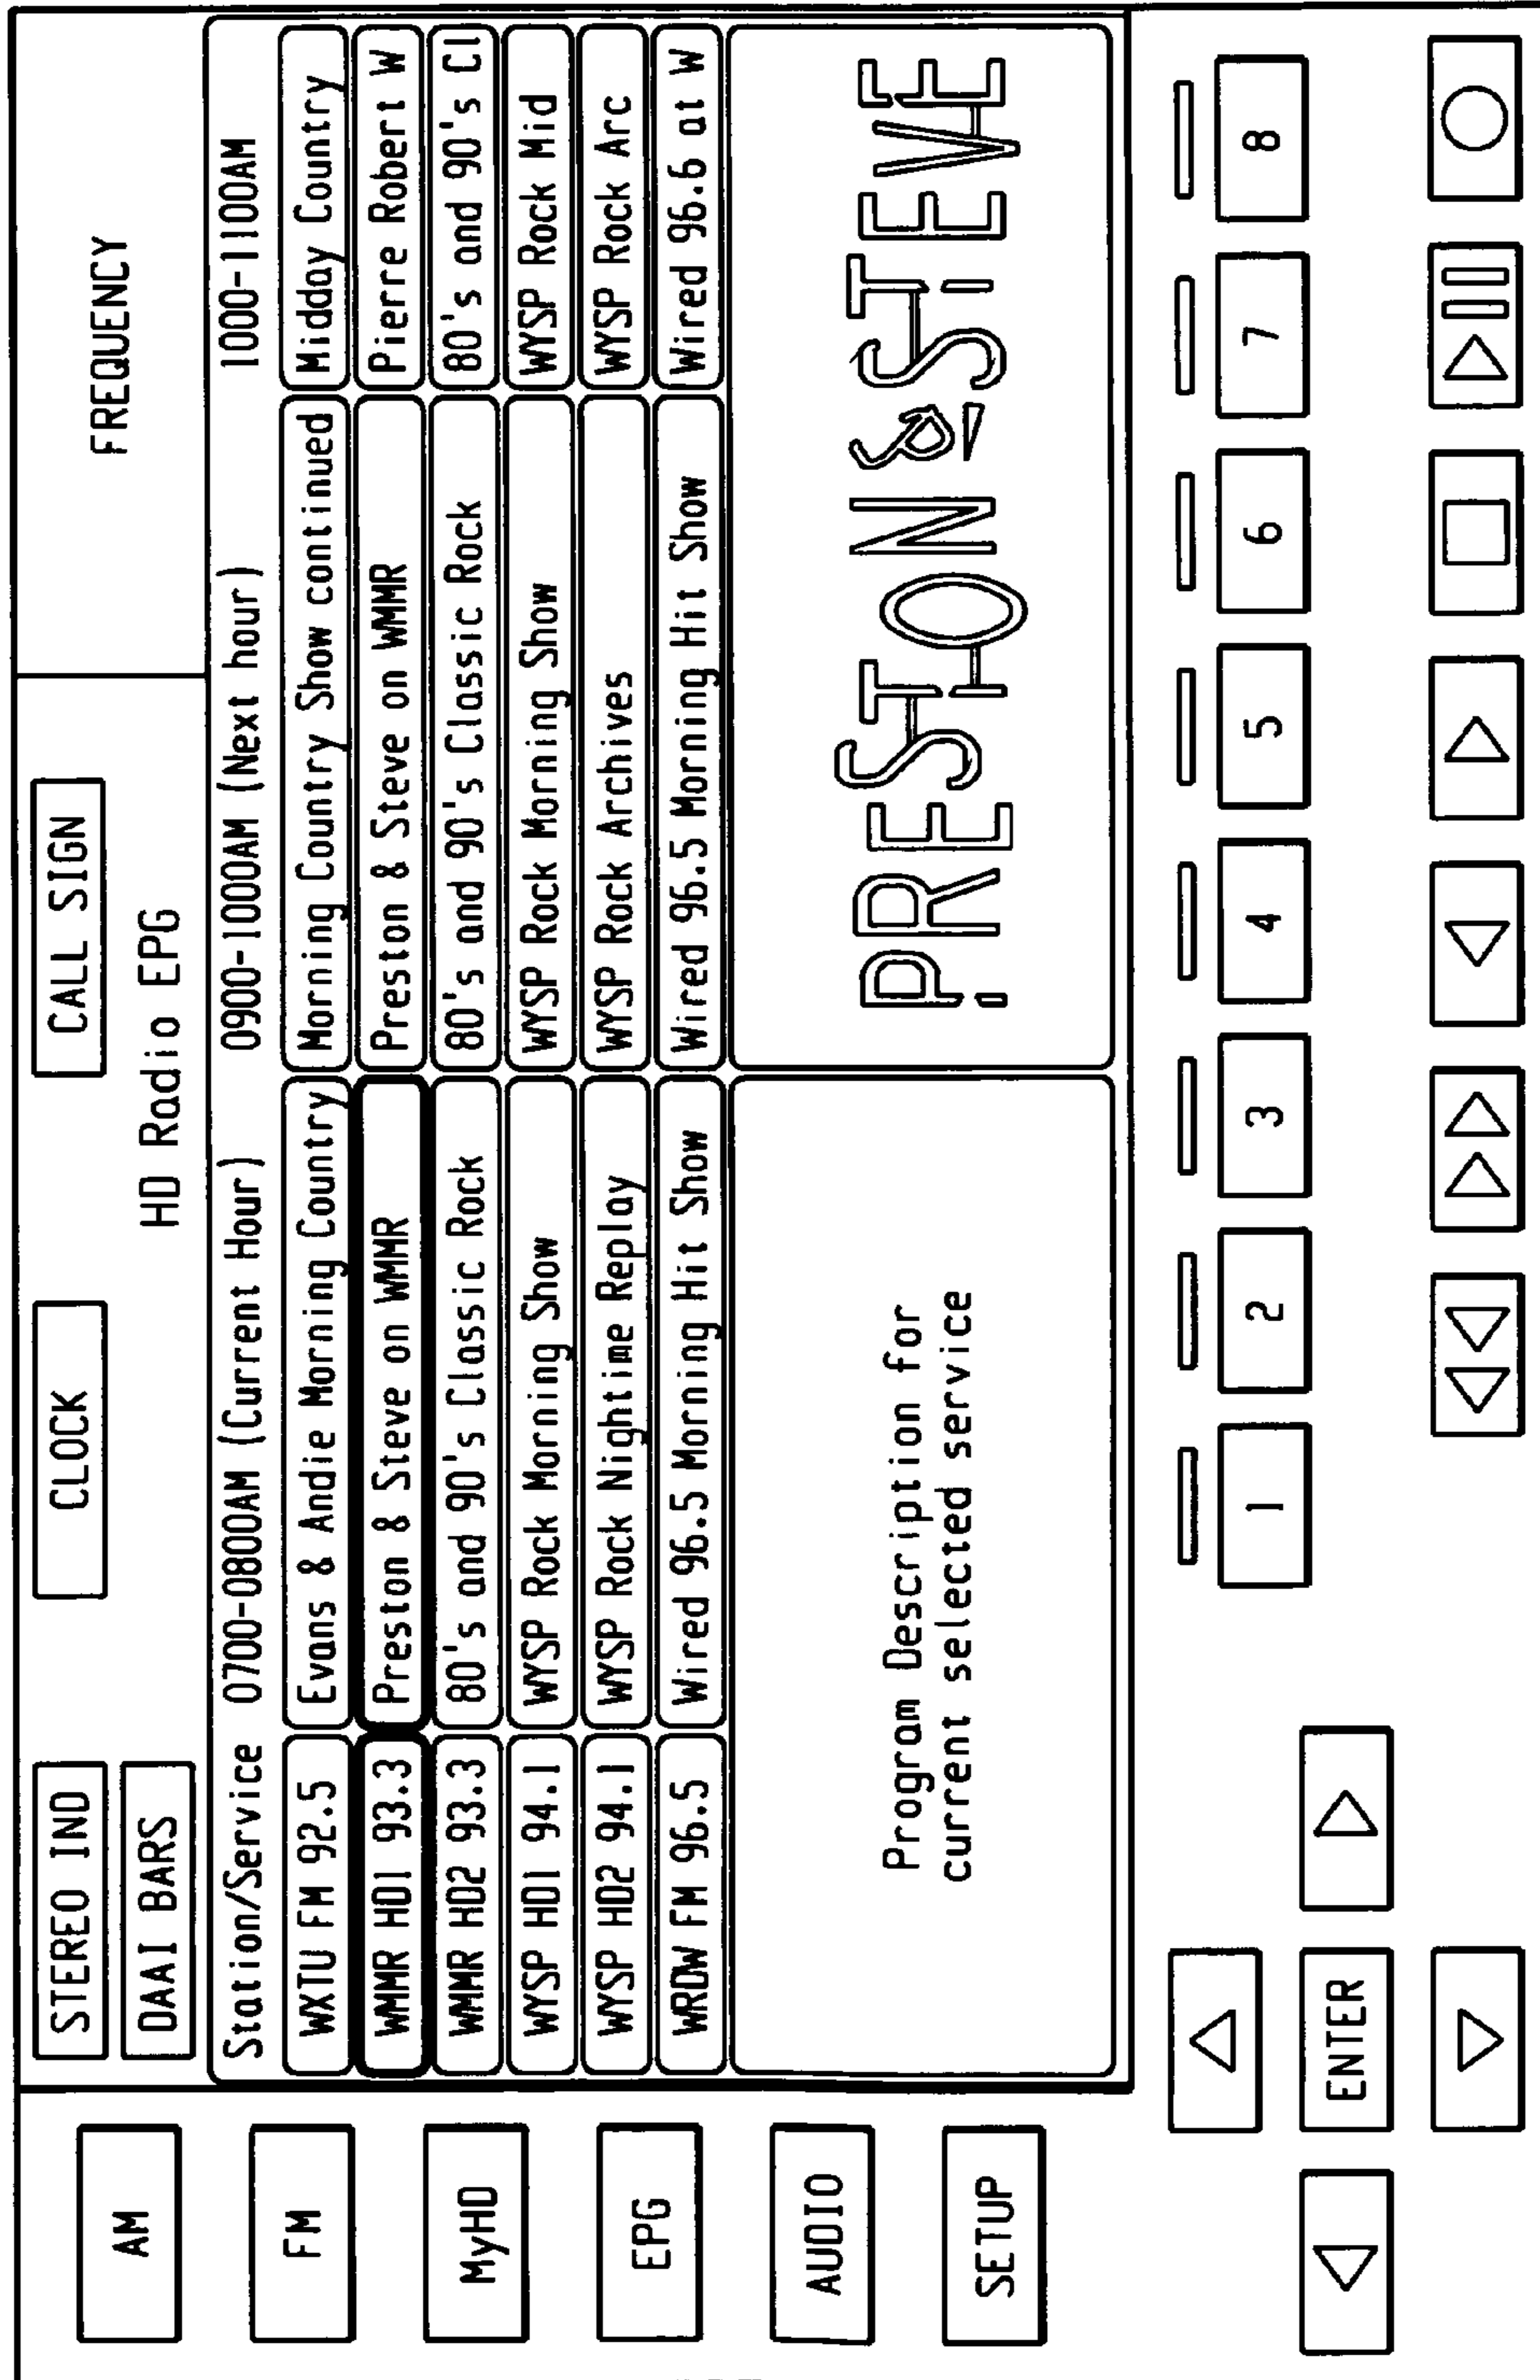 AM
FM
MyHD
EPG
AUDIO
SETUP
STEREO IND
CLOCK
CALL SIGN
FREQUENCY
DAAI BARS
HD Radio EPG
Station/Service 0700-0800AM (Current Hour) 0900-1000AM (Next hour) 1000-1100AM
WXTU FM 92.5 Evans & Andie Morning Country Morning Country Show continued Midday Country
WMMR HD1 93.3 Preston & Steve on WMMR Preston & Steve on WMMR Pierre Robert W
WMMR HD2 93.3 80's and 90's Classic Rock 80's and 90's Classic Rock 80's and 90's Cl
WYSP HD1 94.1 WYSP Rock Morning Show WYSP Rock Morning Show WYSP Rock Mid
WYSP HD2 94.1 WYSP Rock Nightime Replay WYSP Rock Archives WYSP Rock Arc
WRDW FM 96.5 Wired 96.5 Morning Hit Show Wired 96.5 Morning Hit Show Wired 96.6 at W
Program Description for
current selected service
PRESTON & STEVE
1 2 3 4 5 6 7 8
ENTER